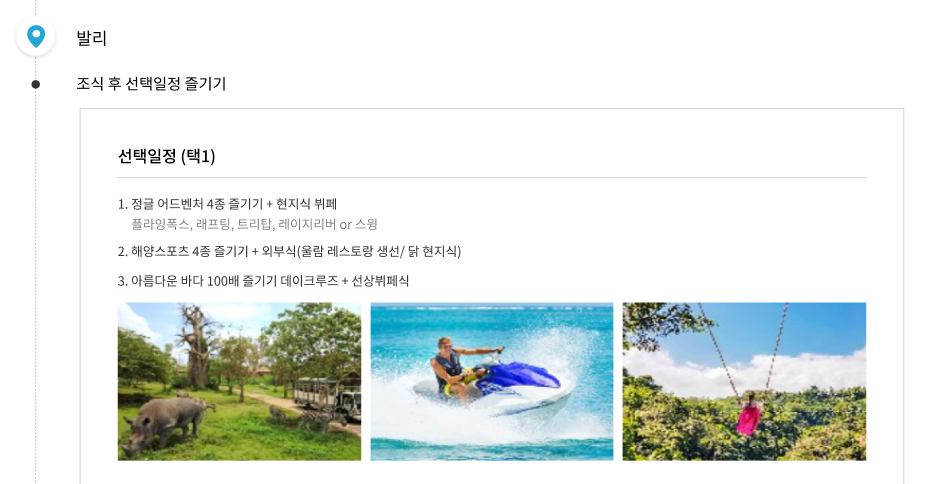 발리
조식 후 선택일정 즐기기
선택일정 (택1)
1. 정글 어드벤처 4종 즐기기 + 현지식 뷔페
플라잉폭스, 래프팅, 트리탑, 레이지리버 or 스윙
2. 해양스포츠 4종 즐기기 + 외부식(울람 레스토랑 생선/ 닭 현지식)
3. 아름다운 바다 100배 즐기기 데이크루즈 + 선상뷔페식